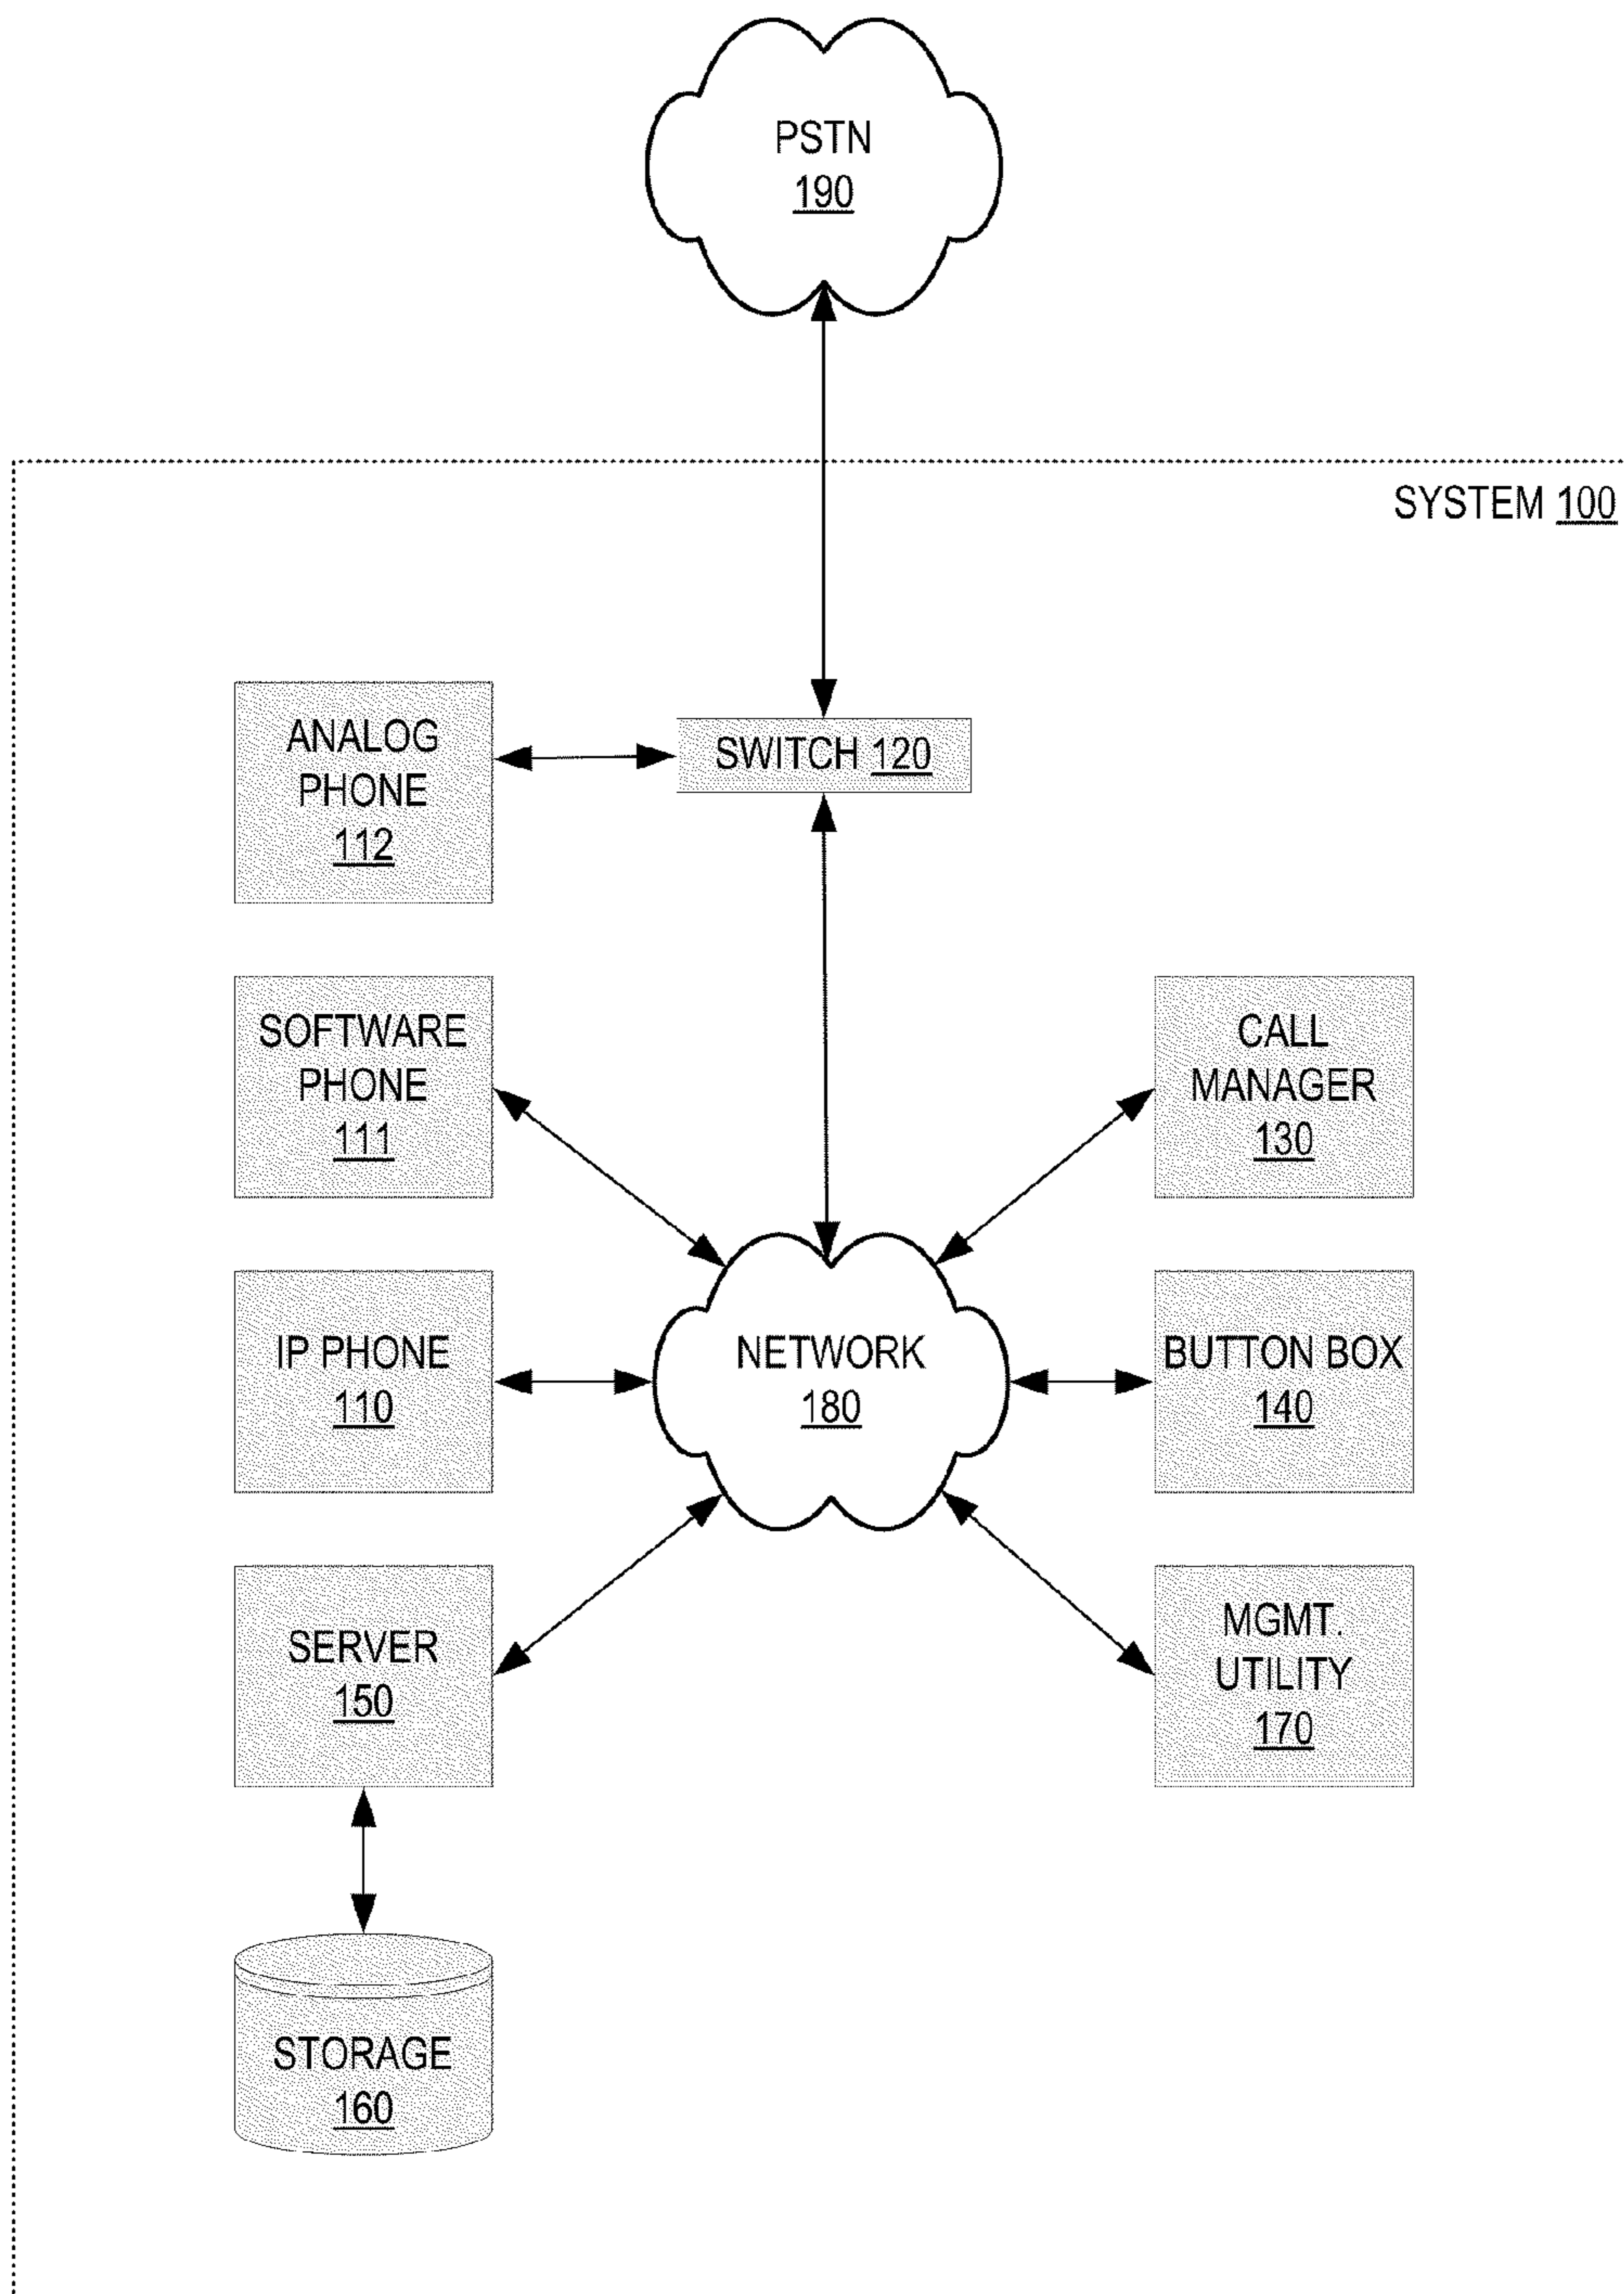 PSTN
190
SYSTEM 100
ANALOG
PHONE
112
SWITCH 120
SOFTWARE
PHONE
111
CALL
MANAGER
130
IP PHONE
110
NETWORK
180
BUTTON BOX
140
SERVER
150
MGMT.
UTILITY
170
STORAGE
160